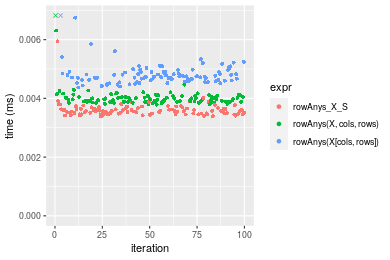 time (ms)
0.006
0.004
0.002
0.000
0
25
50
75
100
iteration
expr
rowAnys_X_S
rowAnys(X, cols, rows)
rowAnys(X[cols, rows])